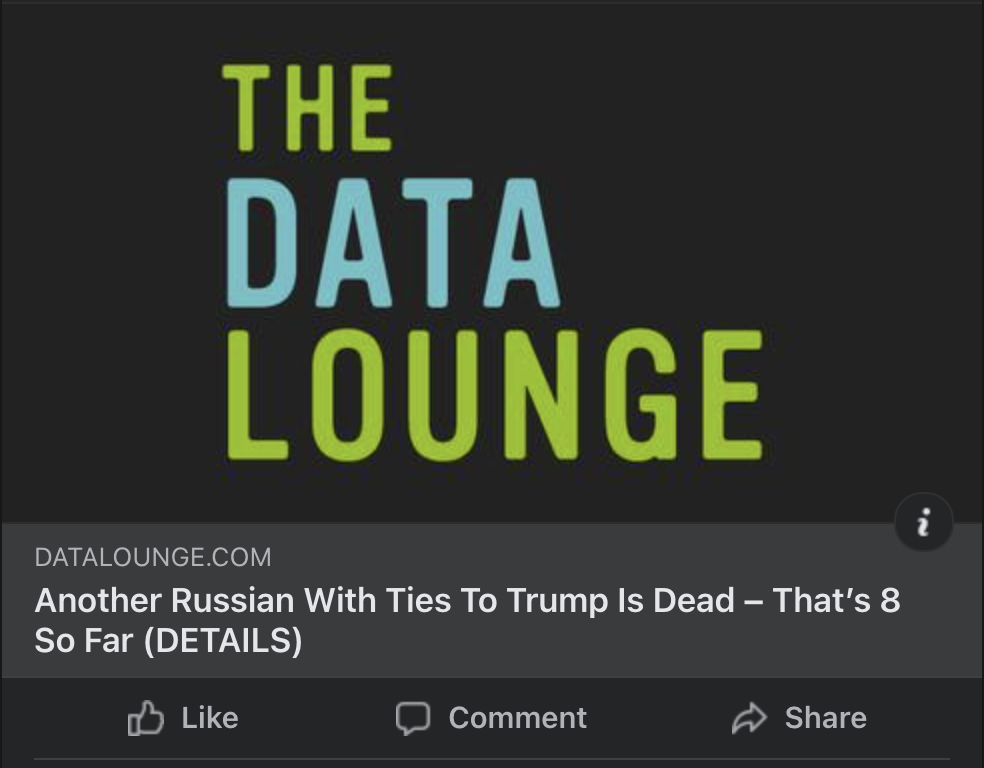 THE
DATA
LOUNGE
i
DATALOUNGE.COM
Another Russian With Ties To Trump Is Dead – That’s 8
So Far (DETAILS)
Like Comment Share